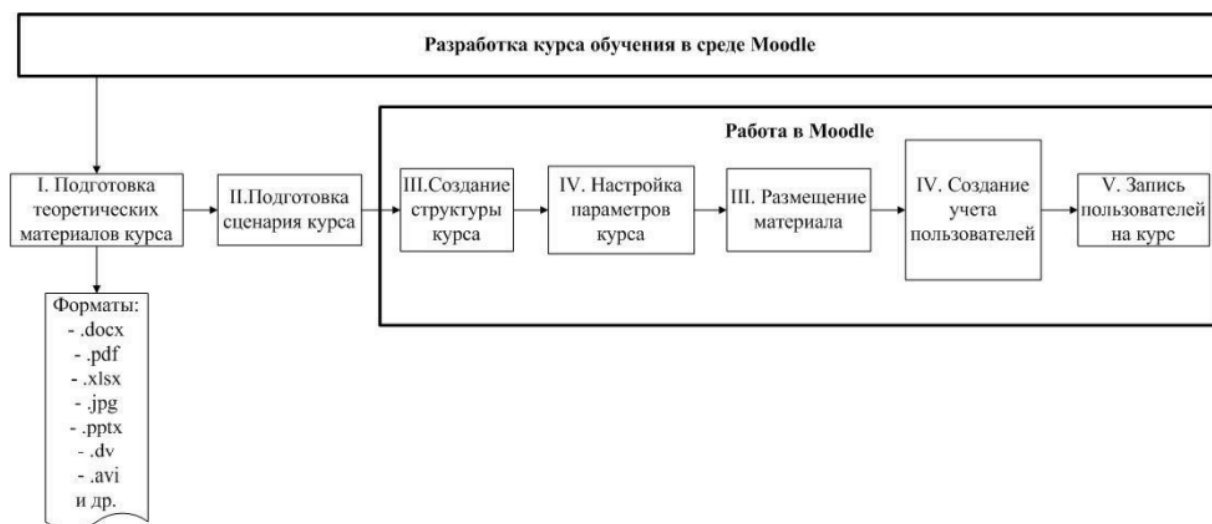 Разработка курса обучения в среде Moodle
Работа в Moodle
I. Подготовка
теоретических
материалов курса
II.Подготовка
сценария курса
III.Создание
структуры
курса
IV. Настройка
параметров
курса
III. Размещение
материала
IV. Создание
учета
пользователей
V. Запись
пользователей
на курс
Форматы:
- .docx
- .pdf
- .xlsx
- .jpg
- .pptx
- .dv
- .avi
и др.